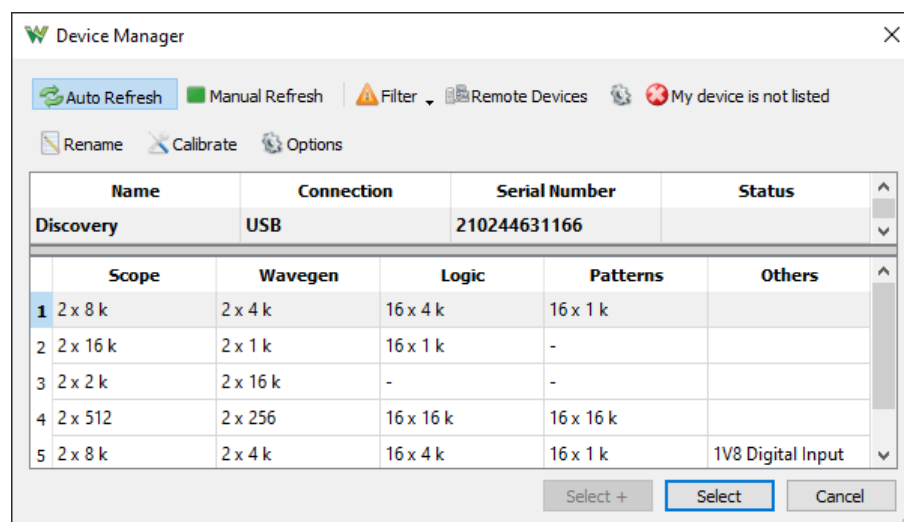 Device Manager
Auto Refresh Manual Refresh Filter Remote Devices My device is not listed
Rename Calibrate Options
Name Connection Serial Number Status
Discovery USB 210244631166
Scope Wavegen Logic Patterns Others
1 2 x 8 k 2 x 4 k 16 x 4 k 16 x 1 k
2 2 x 16 k 2 x 1 k 16 x 1 k -
3 2 x 2 k 2 x 16 k - -
4 2 x 512 2 x 256 16 x 16 k 16 x 16 k
5 2 x 8 k 2 x 4 k 16 x 4 k 16 x 1 k 1V8 Digital Input
Select + Select Cancel